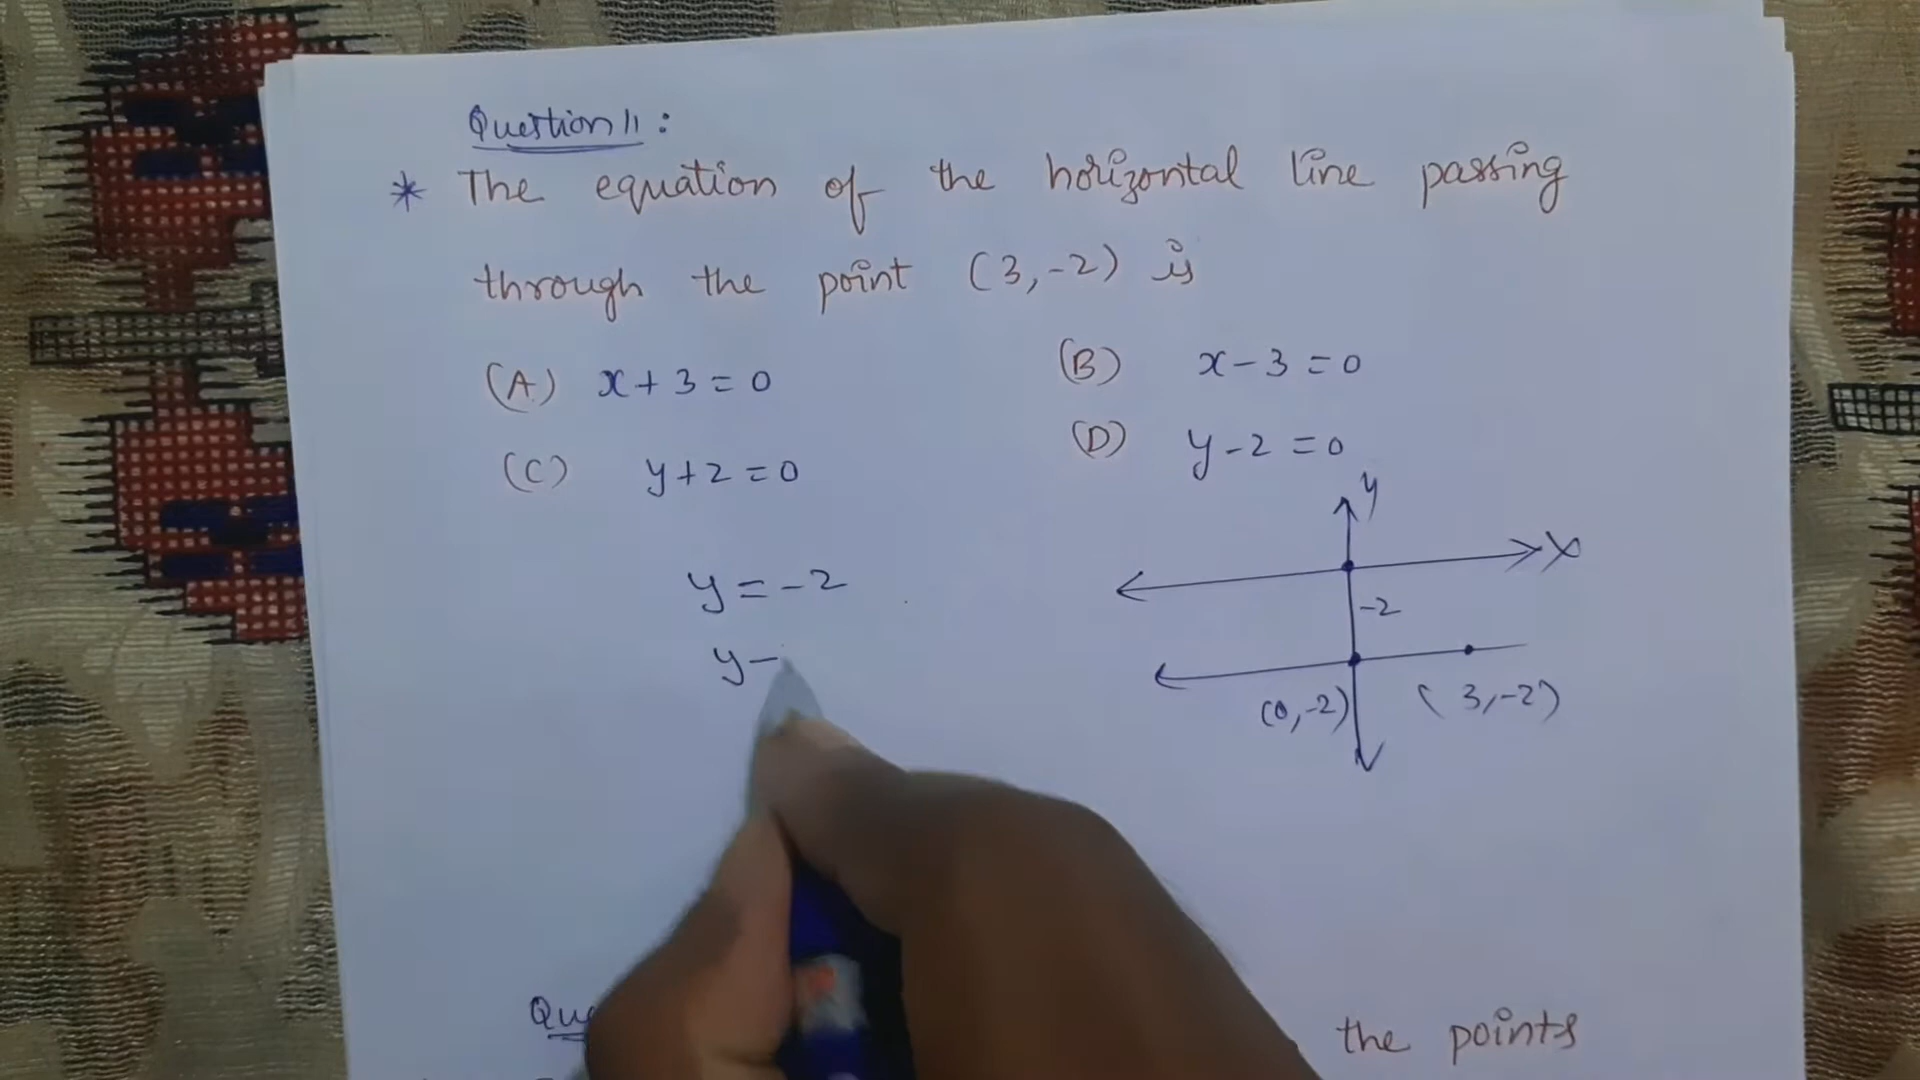 Question 11 :
* The equation of the horizontal line passing
through the point (3,-2) is
(A) x + 3 = 0 (B) x - 3 = 0
(C) y + 2 = 0 (D) y - 2 = 0
y
x
y = -2
-2
y -
(0,-2) (3,-2)
the points